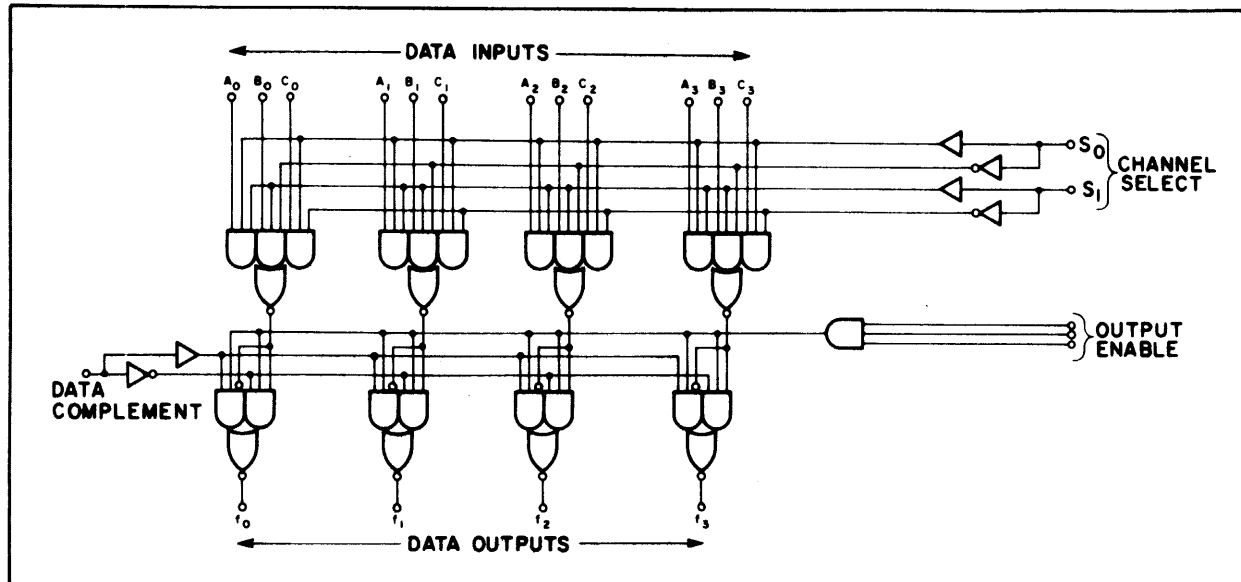 DATA INPUTS
A₀ B₀ C₀ A₁ B₁ C₁ A₂ B₂ C₂ A₃ B₃ C₃
S₀
CHANNEL
SELECT
S₁
OUTPUT
ENABLE
DATA
COMPLEMENT
f₀ f₁ f₂ f₃
DATA OUTPUTS